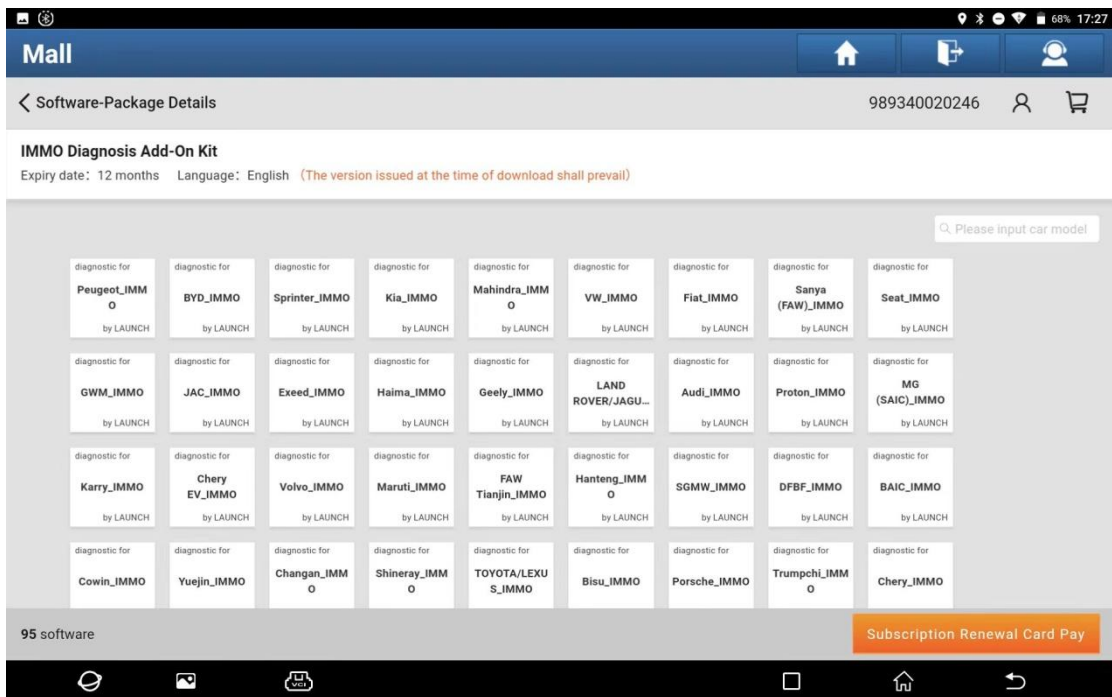 68% 17:27
Mall
Software-Package Details
989340020246
IMMO Diagnosis Add-On Kit
Expiry date: 12 months Language: English (The version issued at the time of download shall prevail)
Please input car model
diagnostic for
Peugeot_IMM
O
by LAUNCH
diagnostic for
BYD_IMMO
by LAUNCH
diagnostic for
Sprinter_IMMO
by LAUNCH
diagnostic for
Kia_IMMO
by LAUNCH
diagnostic for
Mahindra_IMM
O
by LAUNCH
diagnostic for
VW_IMMO
by LAUNCH
diagnostic for
Fiat_IMMO
by LAUNCH
diagnostic for
Sanya
(FAW)_IMMO
by LAUNCH
diagnostic for
Seat_IMMO
by LAUNCH
diagnostic for
GWM_IMMO
by LAUNCH
diagnostic for
JAC_IMMO
by LAUNCH
diagnostic for
Exeed_IMMO
by LAUNCH
diagnostic for
Haima_IMMO
by LAUNCH
diagnostic for
Geely_IMMO
by LAUNCH
diagnostic for
LAND
ROVER/JAGU...
by LAUNCH
diagnostic for
Audi_IMMO
by LAUNCH
diagnostic for
Proton_IMMO
by LAUNCH
diagnostic for
MG
(SAIC)_IMMO
by LAUNCH
diagnostic for
Karry_IMMO
by LAUNCH
diagnostic for
Chery
EV_IMMO
by LAUNCH
diagnostic for
Volvo_IMMO
by LAUNCH
diagnostic for
Maruti_IMMO
by LAUNCH
diagnostic for
FAW
Tianjin_IMMO
by LAUNCH
diagnostic for
Hanteng_IMM
O
by LAUNCH
diagnostic for
SGMW_IMMO
by LAUNCH
diagnostic for
DFBF_IMMO
by LAUNCH
diagnostic for
BAIC_IMMO
by LAUNCH
diagnostic for
Cowin_IMMO
diagnostic for
Yuejin_IMMO
diagnostic for
Changan_IMM
O
diagnostic for
Shineray_IMM
O
diagnostic for
TOYOTA/LEXU
S_IMMO
diagnostic for
Bisu_IMMO
diagnostic for
Porsche_IMMO
diagnostic for
Trumpchi_IMM
O
diagnostic for
Chery_IMMO
95 software
Subscription Renewal Card Pay
VCI